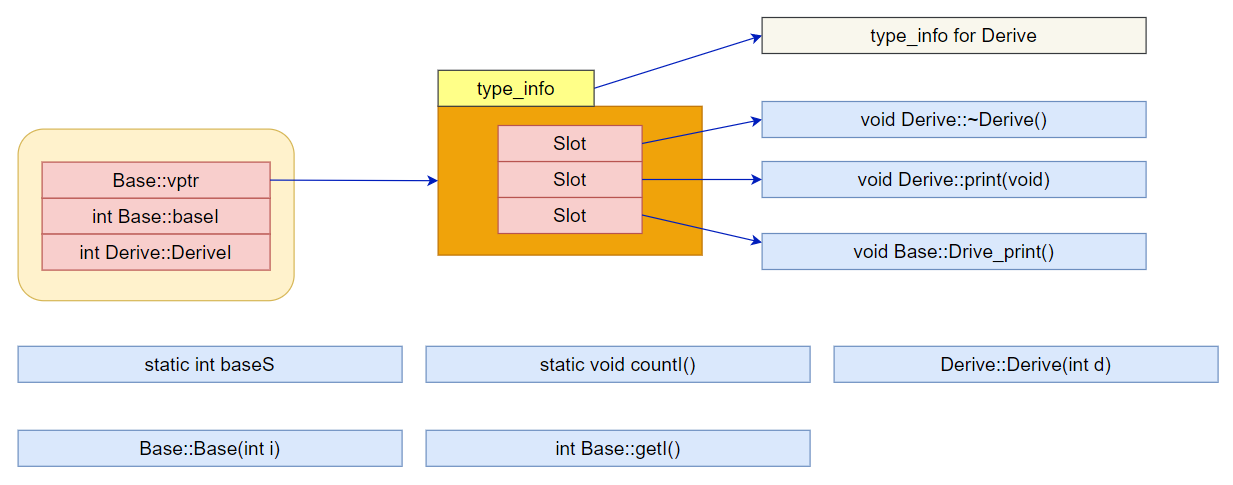 type_info for Derive
type_info
void Derive::~Derive()
Slot
Base::vptr
Slot
void Derive::print(void)
int Base::baseI
Slot
int Derive::DeriveI
void Base::Drive_print()
static int baseS
static void countI()
Derive::Derive(int d)
Base::Base(int i)
int Base::getI()